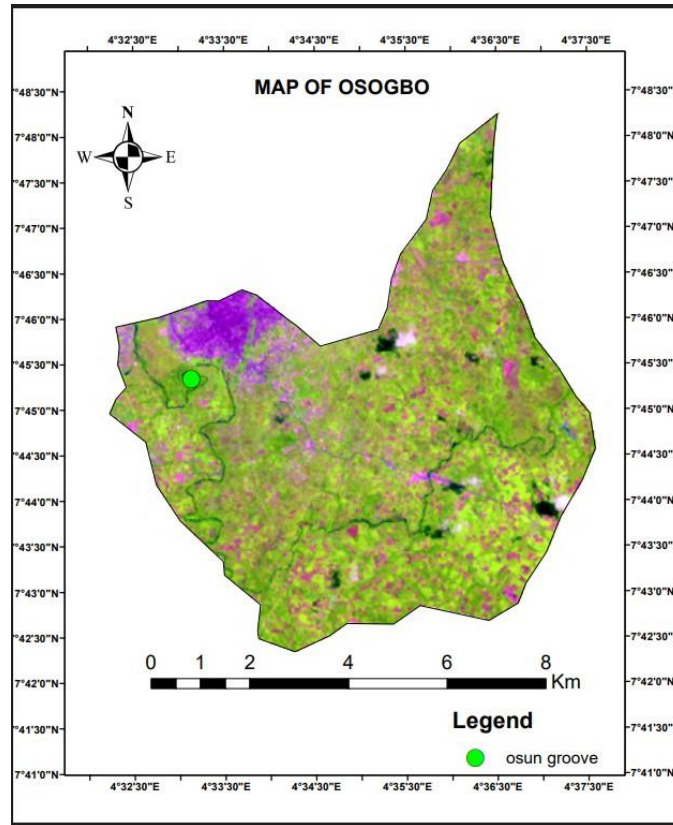 4°32'30"E 4°33'30"E 4°34'30"E 4°35'30"E 4°36'30"E 4°37'30"E
MAP OF OSOGBO
7°48'30"N 7°48'30"N
N
7°48'0"N 7°48'0"N
W E
7°47'30"N 7°47'30"N
S
7°47'0"N 7°47'0"N
7°46'30"N 7°46'30"N
7°46'0"N 7°46'0"N
7°45'30"N 7°45'30"N
7°45'0"N 7°45'0"N
7°44'30"N 7°44'30"N
7°44'0"N 7°44'0"N
7°43'30"N 7°43'30"N
7°43'0"N 7°43'0"N
7°42'30"N 7°42'30"N
0 1 2 4 6 8
Km
7°42'0"N 7°42'0"N
Legend
7°41'30"N 7°41'30"N
osun groove
7°41'0"N 7°41'0"N
4°32'30"E 4°33'30"E 4°34'30"E 4°35'30"E 4°36'30"E 4°37'30"E